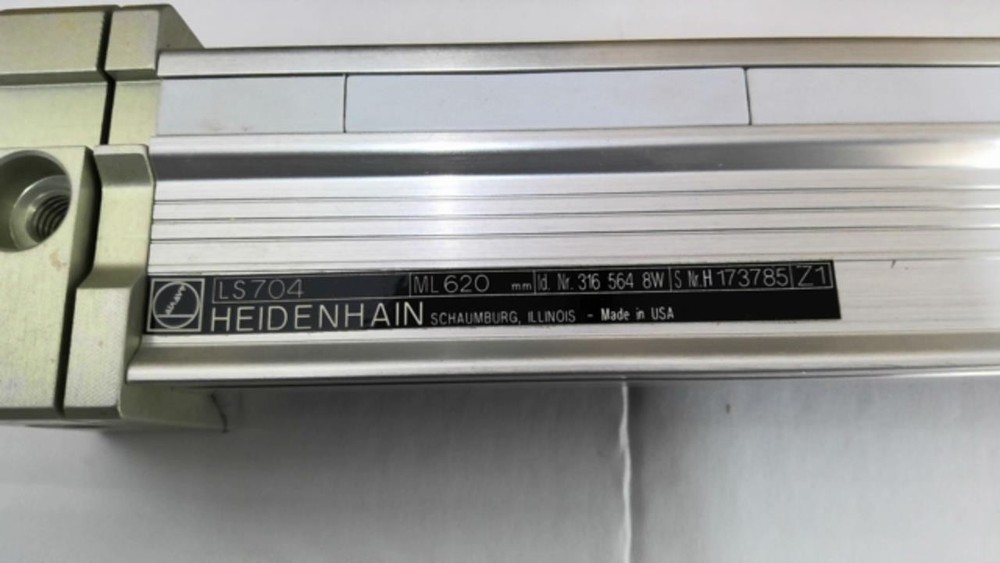 LS704 ML620 mm Id. Nr. 316 564 8W S Nr.H 173785 Z1
HEIDENHAIN SCHAUMBURG, ILLINOIS - Made in USA